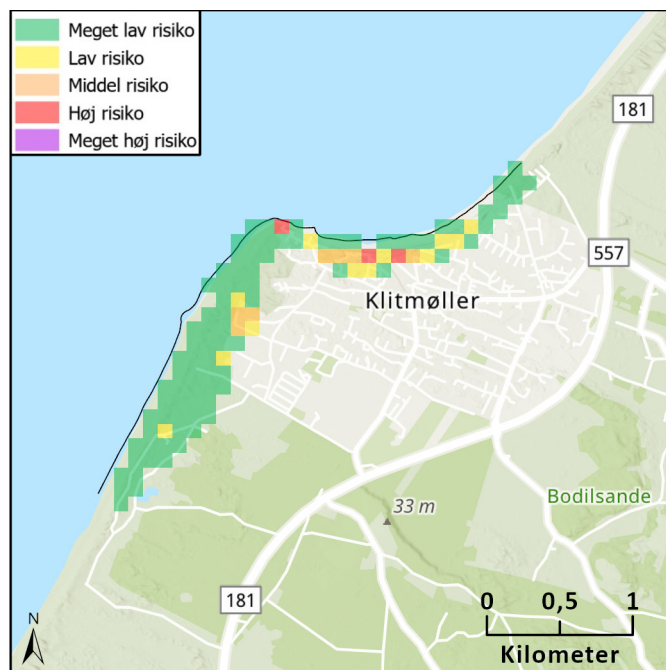 Meget lav risiko
Lav risiko
Middel risiko
Høj risiko
Meget høj risiko
181
557
Klitmøller
Bodilsande
33 m
181
N
0 0,5 1
Kilometer